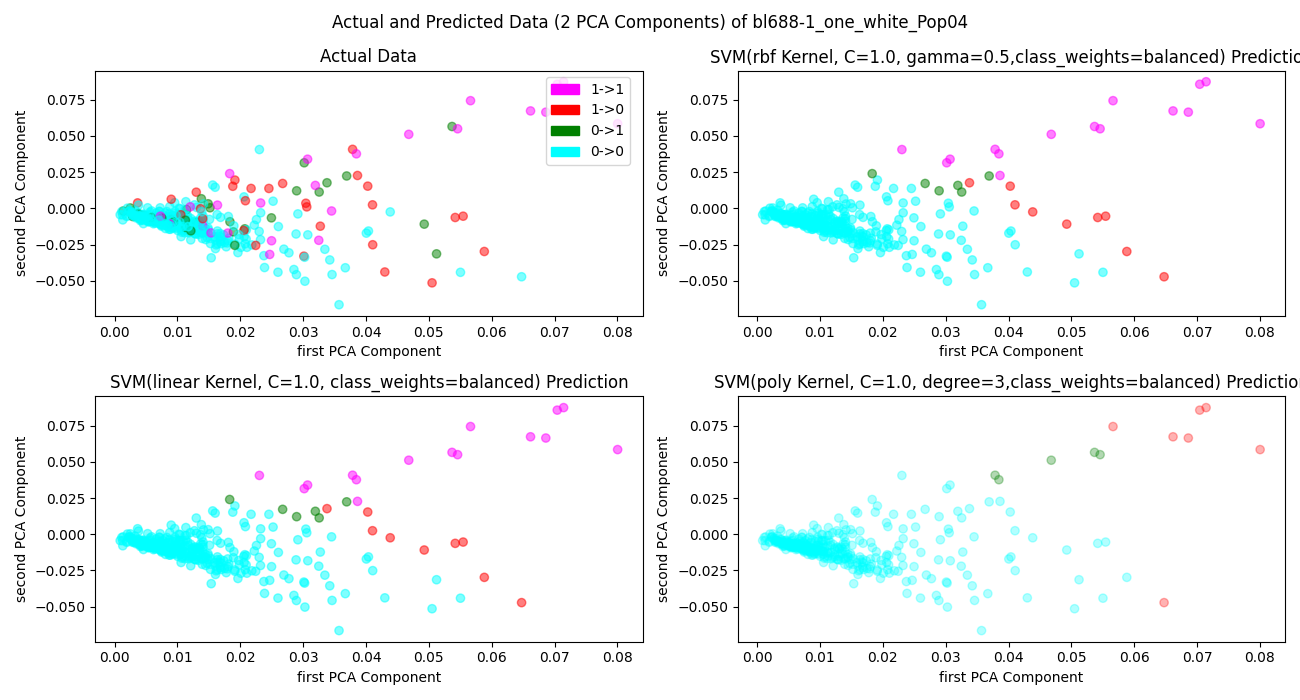 Actual and Predicted Data (2 PCA Components) of bl688-1_one_white_Pop04
Actual Data
second PCA Component
0.075
0.050
0.025
0.000
−0.025
−0.050
1->1
1->0
0->1
0->0
0.00 0.01 0.02 0.03 0.04 0.05 0.06 0.07 0.08
first PCA Component
SVM(rbf Kernel, C=1.0, gamma=0.5,class_weights=balanced) Predictio
second PCA Component
0.075
0.050
0.025
0.000
−0.025
−0.050
0.00 0.01 0.02 0.03 0.04 0.05 0.06 0.07 0.08
first PCA Component
SVM(linear Kernel, C=1.0, class_weights=balanced) Prediction
second PCA Component
0.075
0.050
0.025
0.000
−0.025
−0.050
0.00 0.01 0.02 0.03 0.04 0.05 0.06 0.07 0.08
first PCA Component
SVM(poly Kernel, C=1.0, degree=3,class_weights=balanced) Prediction
second PCA Component
0.075
0.050
0.025
0.000
−0.025
−0.050
0.00 0.01 0.02 0.03 0.04 0.05 0.06 0.07 0.08
first PCA Component